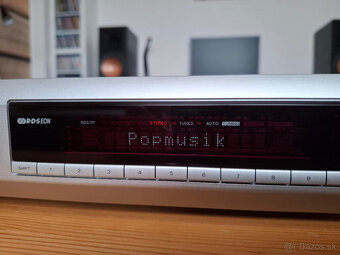 RDS EON
RDS TP STEREO TUNED AUTO TUNING
Popmusik
SHIFT 1 2 3 4 5 6 7 8 9
Bazos.sk